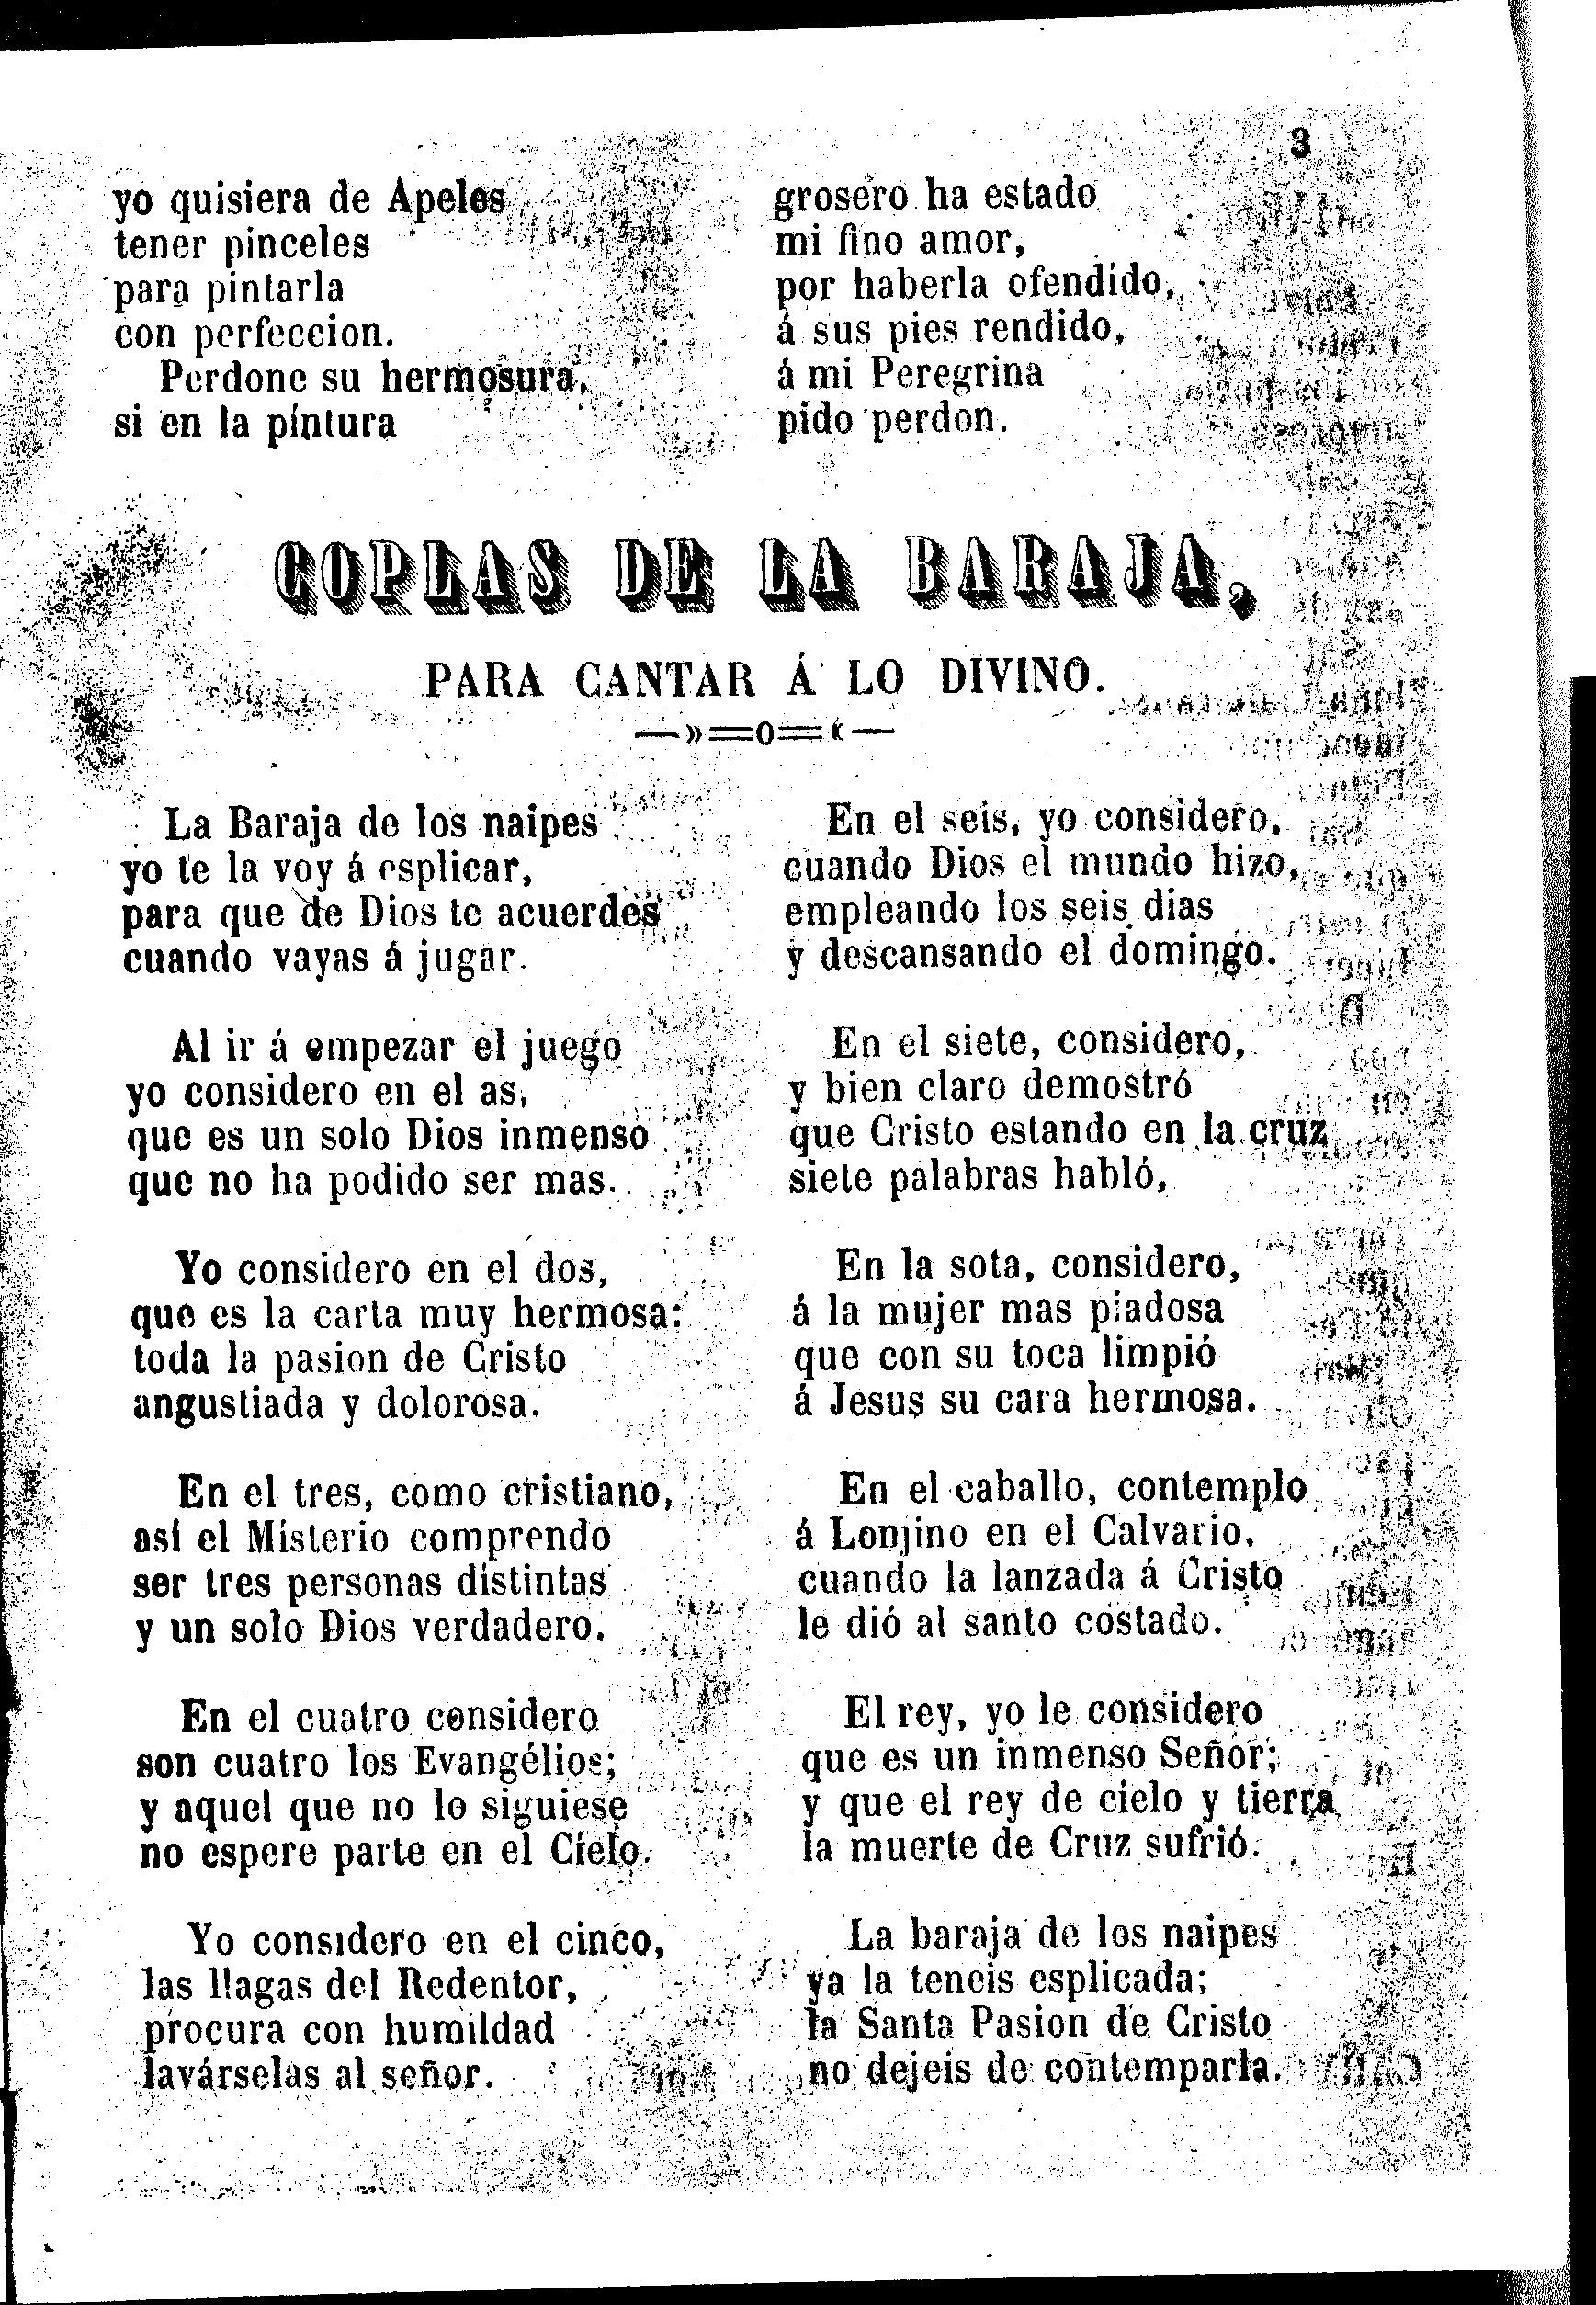 3
yo quisiera de Apeles
tener pinceles
para pintarla
con perfeccion.
Perdone su hermosura,
si en la píntura
grosero ha estado
mi fino amor,
por haberla ofendido,
á sus pies rendido,
á mi Peregrina
pido perdon.
COPLAS DE LA BARAJA,
PARA CANTAR Á LO DIVINO.
La Baraja de los naipes
yo te la voy á esplicar,
para que de Dios te acuerdes
cuando vayas á jugar.
Al ir á empezar el juego
yo considero en el as,
que es un solo Dios inmenso
que no ha podido ser mas.
Yo considero en el dos,
que es la carta muy hermosa:
toda la pasion de Cristo
angustiada y dolorosa.
En el tres, como cristiano,
así el Místerio comprendo
ser tres personas distintas
y un solo Dios verdadero.
En el cuatro considero
son cuatro los Evangélios;
y aquel que no lo siguiese
no espere parte en el Cíelo.
Yo considero en el cinco,
las llagas del Redentor,
procura con humildad
lavárselas al señor.
En el seis, yo considero,
cuando Dios el mundo hizo,
empleando los seis dias
y descansando el domingo.
En el siete, considero,
y bien claro demostró
que Cristo estando en la cruz
siete palabras habló,
En la sota, considero,
á la mujer mas piadosa
que con su toca limpió
á Jesus su cara hermosa.
En el caballo, contemplo
á Lonjino en el Calvario,
cuando la lanzada á Cristo
le dió al santo costado.
El rey, yo le considero
que es un inmenso Señor;
y que el rey de cielo y tierra
la muerte de Cruz sufrió.
La baraja de los naipes
ya la teneis esplicada;
la Santa Pasion de Cristo
no dejeis de contemparla.